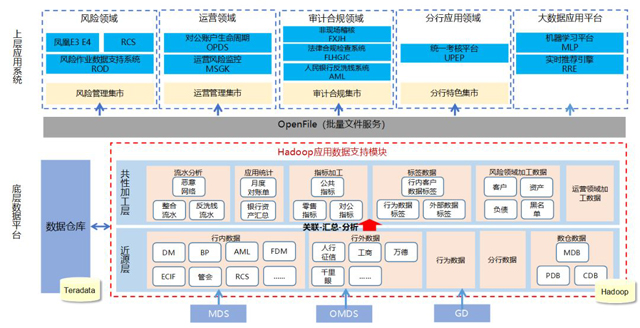 上层应用系统
风险领域
凤凰E3 E4
RCS
风险作业数据支持系统
ROD
风险管理集市
运营领域
对公账户生命周期
OPDS
运营风险监控
MSGK
运营管理集市
审计合规领域
非现场稽核
FXJH
法律合规检查系统
FLHGJC
人民银行反洗钱系统
AML
审计合规集市
分行应用领域
统一考核平台
UPEP
分行特色集市
大数据应用平台
机器学习平台
MLP
实时推荐引擎
RRE
OpenFile (批量文件服务)
底层数据平台
数据仓库
Teradata
Hadoop应用数据支持模块
共性加工层
流水分析
恶意
网络
整合
流水
反洗钱
流水
应用统计
月度
对账单
银行资
产汇总
指标加工
公共
指标
零售
指标
对公
指标
标签数据
行内客户
数据标签
行为数据
标签
外部数据
标签
风险领域加工数据
客户
资产
负债
黑名
单
运营领域加
工数据
关联-汇总-分析
近源层
行内数据
DM
BP
AML
FDM
ECIF
管会
RCS
......
行外数据
人行
征信
工商
万德
千里
眼
......
行为数据
分行数据
数仓数据
MDB
PDB
CDB
Hadoop
MDS
OMDS
GD